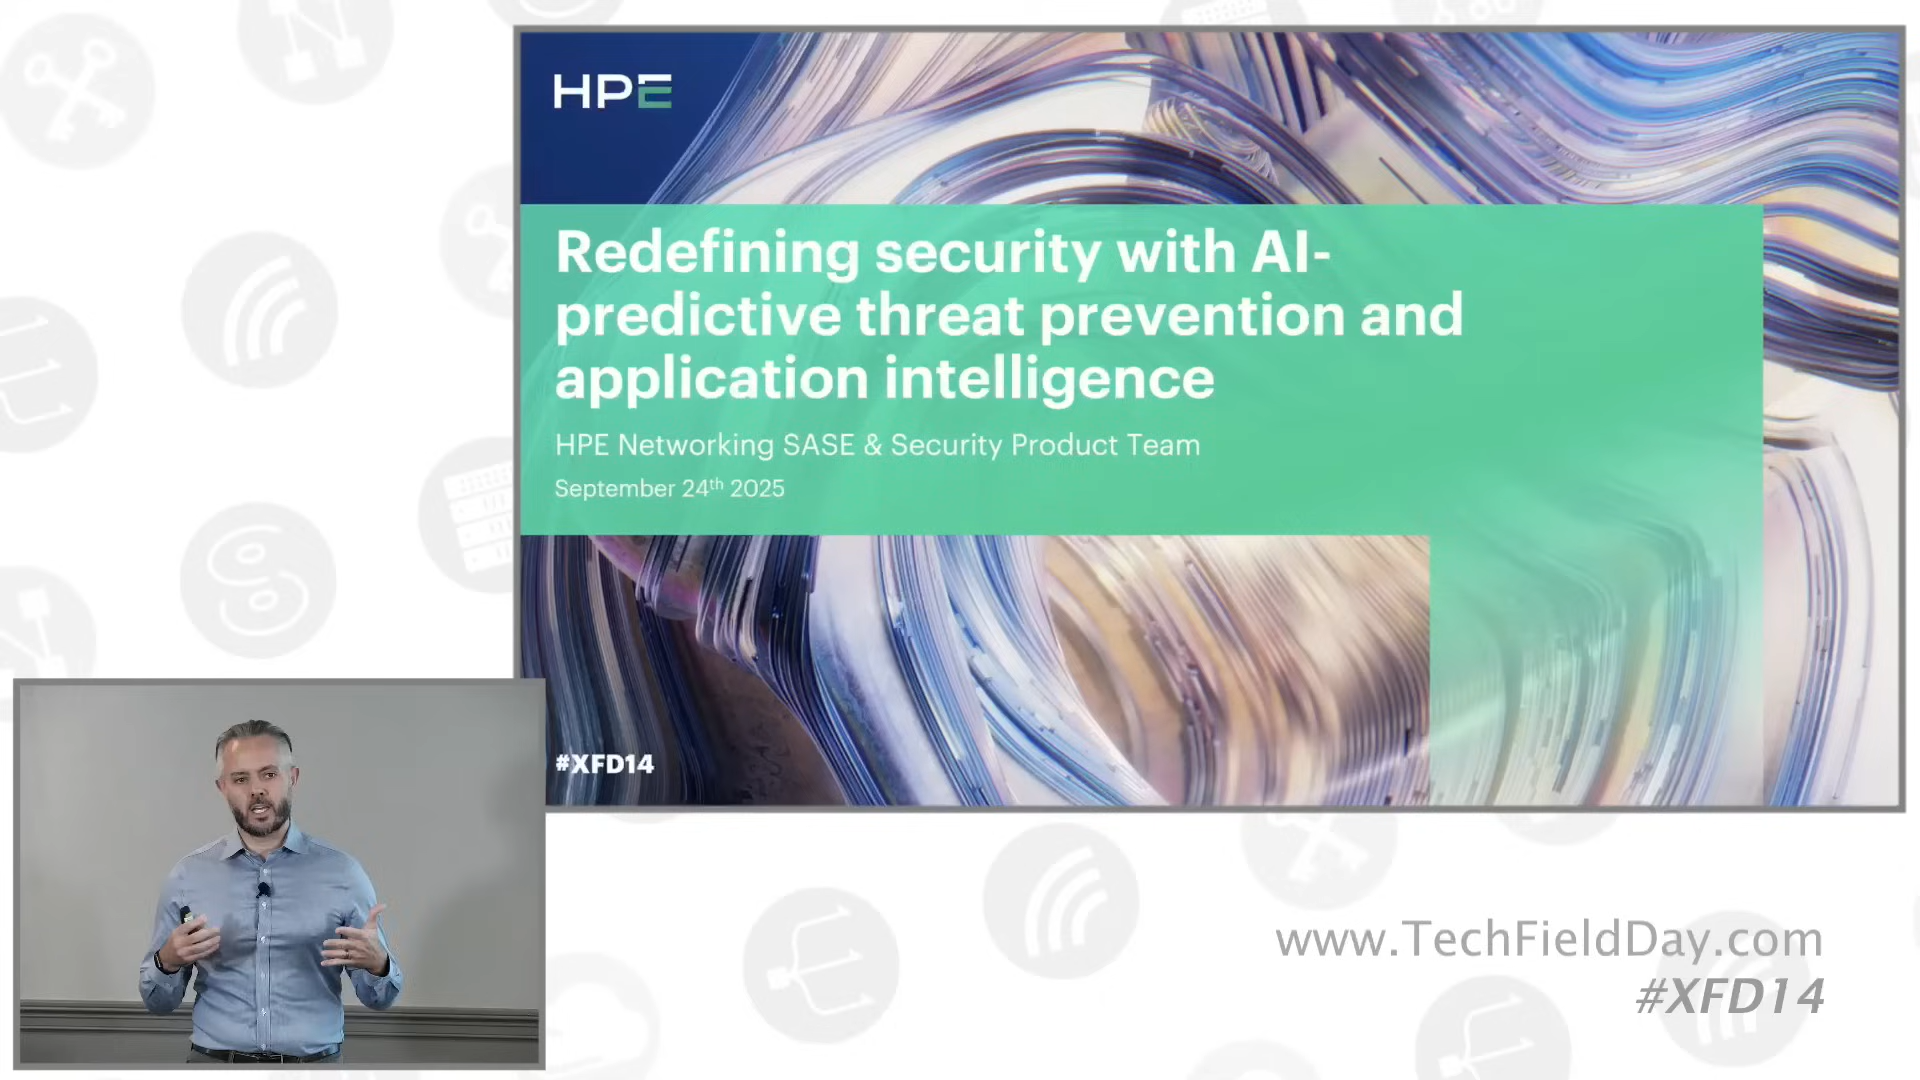 HPE
Redefining security with AI-
predictive threat prevention and
application intelligence
HPE Networking SASE & Security Product Team
September 24th 2025
#XFD14
www.TechFieldDay.com
#XFD14